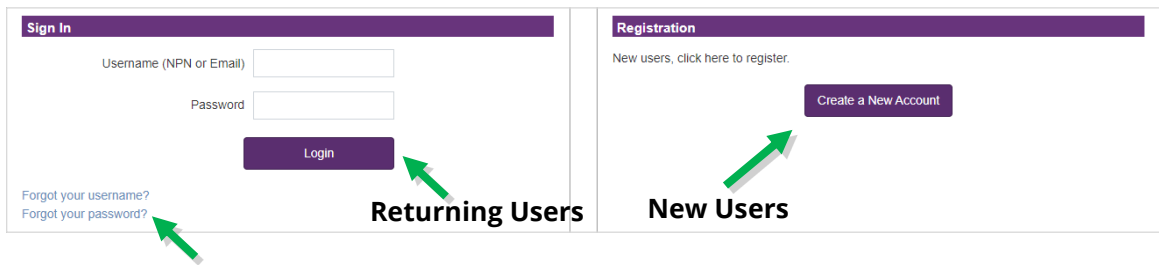 Sign In
Username (NPN or Email)
Password
Login
Forgot your username?
Forgot your password?
Returning Users
Registration
New users, click here to register.
Create a New Account
New Users